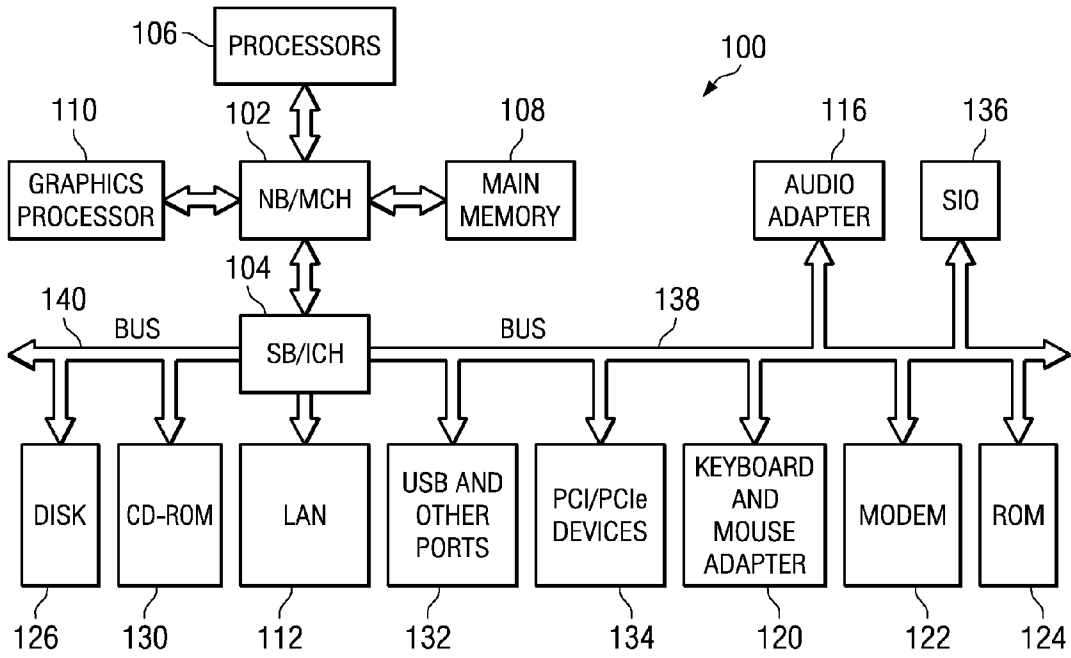 106
PROCESSORS
100
110
102
108
116
136
GRAPHICS
PROCESSOR
NB/MCH
MAIN
MEMORY
AUDIO
ADAPTER
SIO
104
140
138
BUS
SB/ICH
BUS
DISK
CD-ROM
LAN
USB AND
OTHER
PORTS
PCI/PCIe
DEVICES
KEYBOARD
AND
MOUSE
ADAPTER
MODEM
ROM
126
130
112
132
134
120
122
124